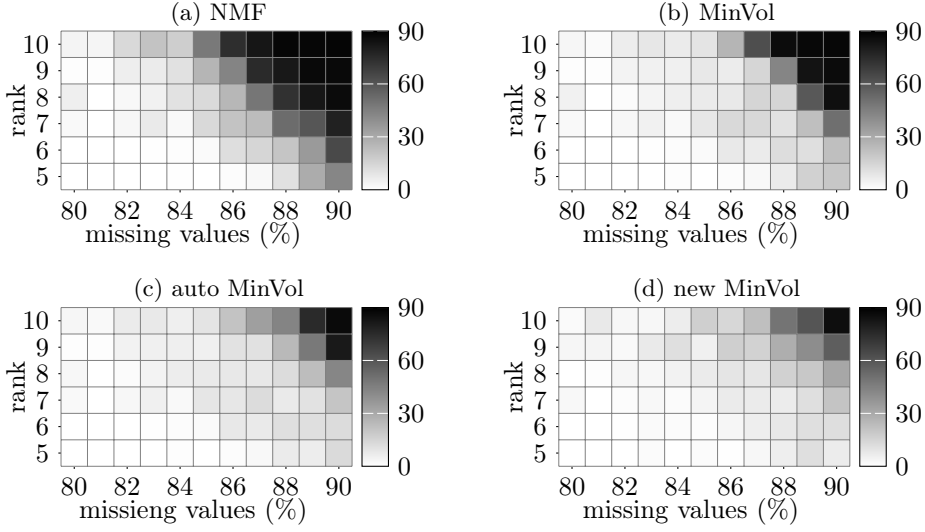 (a) NMF
10
9
8
7
6
5
rank
80 82 84 86 88 90
missing values (%)
90
60
30
0
(b) MinVol
10
9
8
7
6
5
rank
80 82 84 86 88 90
missing values (%)
90
60
30
0
(c) auto MinVol
10
9
8
7
6
5
rank
80 82 84 86 88 90
missieng values (%)
90
60
30
0
(d) new MinVol
10
9
8
7
6
5
rank
80 82 84 86 88 90
missing values (%)
90
60
30
0